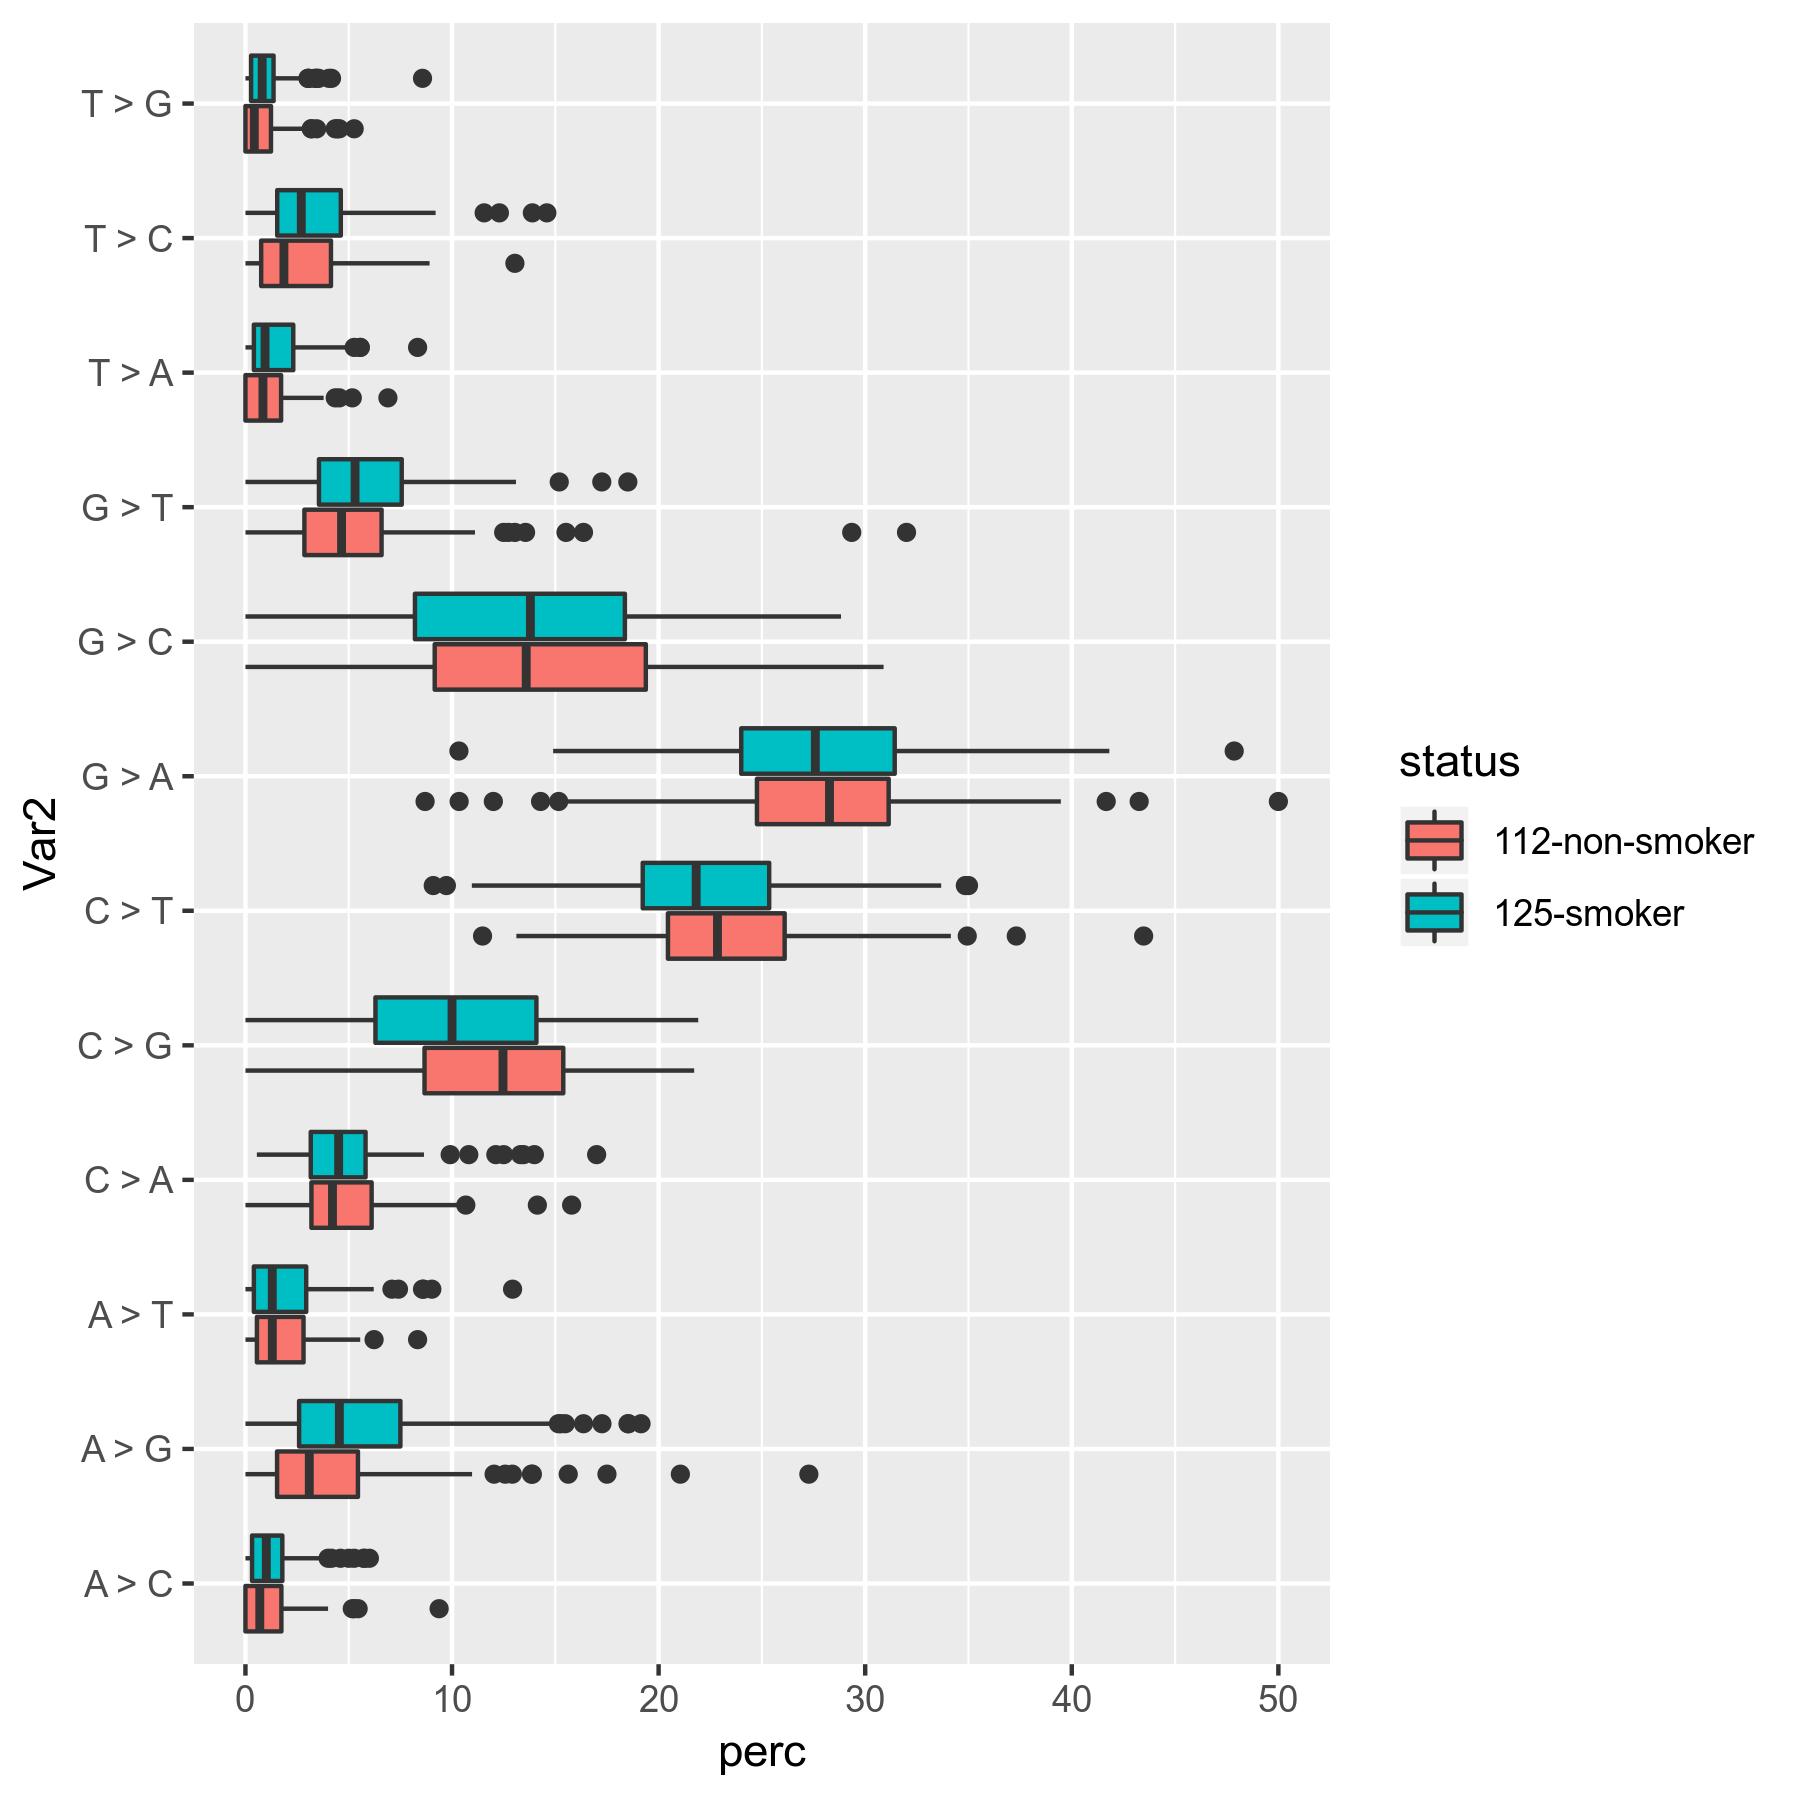 T > G
T > C
T > A
G > T
G > C
G > A
C > T
C > G
C > A
A > T
A > G
A > C
Var2
0 10 20 30 40 50
perc
status
112-non-smoker
125-smoker